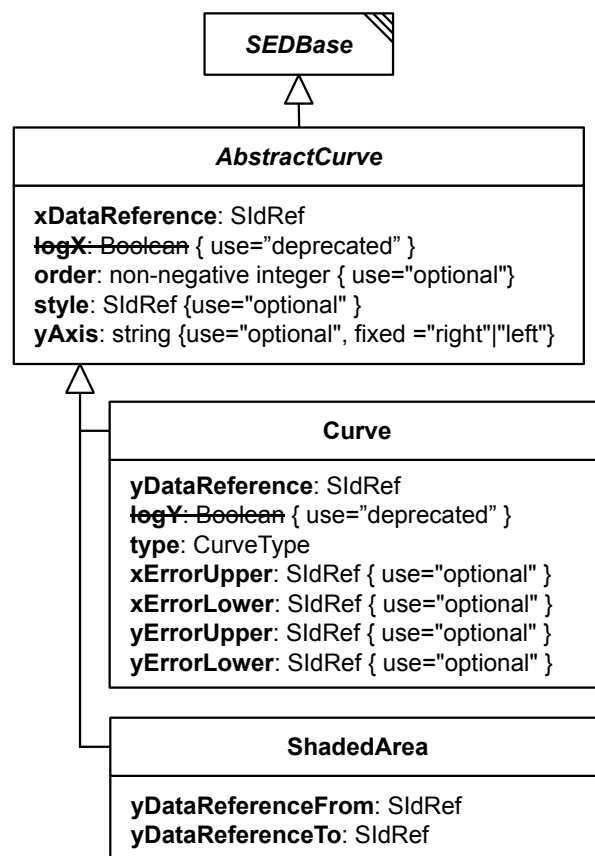 SEDBase
AbstractCurve
xDataReference: SIdRef
logX: Boolean { use=”deprecated” }
order: non-negative integer { use="optional"}
style: SIdRef {use="optional" }
yAxis: string {use="optional", fixed ="right"|"left"}
Curve
yDataReference: SIdRef
logY: Boolean { use=”deprecated” }
type: CurveType
xErrorUpper: SIdRef { use="optional" }
xErrorLower: SIdRef { use="optional" }
yErrorUpper: SIdRef { use="optional" }
yErrorLower: SIdRef { use="optional" }
ShadedArea
yDataReferenceFrom: SIdRef
yDataReferenceTo: SIdRef